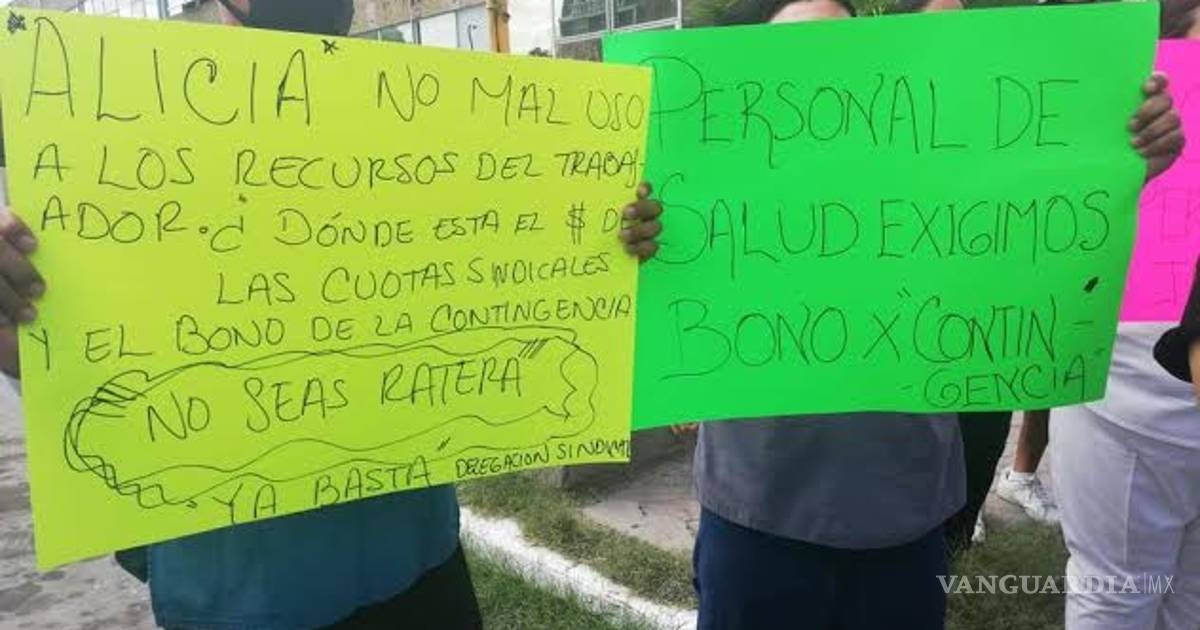 "ALICIA" NO MAL USO
A LOS RECURSOS DEL TRABAJ-
ADOR. ¿ DÓNDE ESTA EL $ DE
LAS CUOTAS SINDICALES
Y EL BONO DE LA CONTINGENCIA
NO SEAS RATERA"
"YA BASTA" DELEGACION SINDICAL
PERSONAL DE
SALUD EXIGIMOS
BONO X "CONTIN-
-GENCIA"
VANGUARDIA|MX